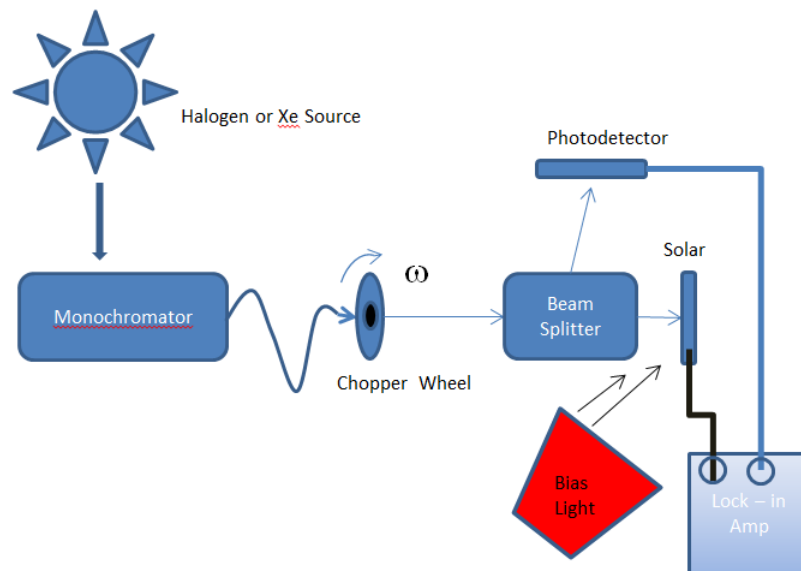 Halogen or Xe Source
Photodetector
Solar
ω
Monochromator
Beam
Splitter
Chopper Wheel
Bias
Light
Lock – in
Amp